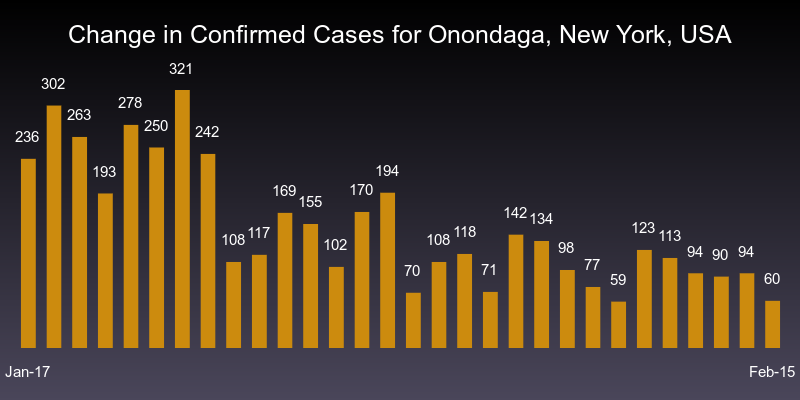 Change in Confirmed Cases for Onondaga, New York, USA
236 302 263 193 278 250 321 242 108 117 169 155 102 170 194 70 108 118 71 142 134 98 77 59 123 113 94 90 94 60
Jan-17 Feb-15